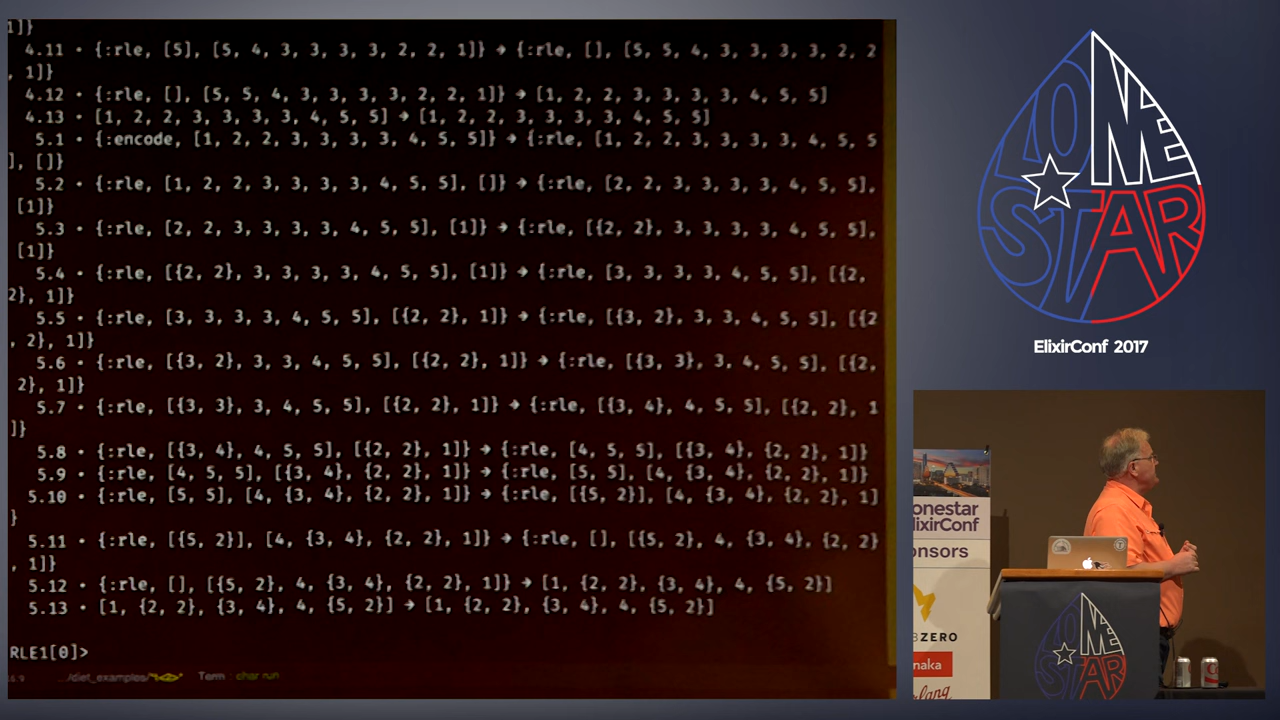 1]}
4.11 • {:rle, [5], [5, 4, 3, 3, 3, 3, 2, 2, 1]} → {:rle, [], [5, 5, 4, 3, 3, 3, 3, 2, 2
, 1]}
4.12 • {:rle, [], [5, 5, 4, 3, 3, 3, 3, 2, 2, 1]} → [1, 2, 2, 3, 3, 3, 3, 4, 5, 5]
4.13 • [1, 2, 2, 3, 3, 3, 3, 4, 5, 5] → [1, 2, 2, 3, 3, 3, 3, 4, 5, 5]
5.1 • {:encode, [1, 2, 2, 3, 3, 3, 3, 4, 5, 5]} → {:rle, [1, 2, 2, 3, 3, 3, 3, 4, 5, 5
], []}
5.2 • {:rle, [1, 2, 2, 3, 3, 3, 3, 4, 5, 5], []} → {:rle, [2, 2, 3, 3, 3, 3, 4, 5, 5],
[1]}
5.3 • {:rle, [2, 2, 3, 3, 3, 3, 4, 5, 5], [1]} → {:rle, [{2, 2}, 3, 3, 3, 3, 4, 5, 5],
[1]}
5.4 • {:rle, [{2, 2}, 3, 3, 3, 3, 4, 5, 5], [1]} → {:rle, [3, 3, 3, 3, 4, 5, 5], [{2,
2}, 1]}
5.5 • {:rle, [3, 3, 3, 3, 4, 5, 5], [{2, 2}, 1]} → {:rle, [{3, 2}, 3, 3, 4, 5, 5], [{2
, 2}, 1]}
5.6 • {:rle, [{3, 2}, 3, 3, 4, 5, 5], [{2, 2}, 1]} → {:rle, [{3, 3}, 3, 4, 5, 5], [{2,
2}, 1]}
5.7 • {:rle, [{3, 3}, 3, 4, 5, 5], [{2, 2}, 1]} → {:rle, [{3, 4}, 4, 5, 5], [{2, 2}, 1
]}
5.8 • {:rle, [{3, 4}, 4, 5, 5], [{2, 2}, 1]} → {:rle, [4, 5, 5], [{3, 4}, {2, 2}, 1]}
5.9 • {:rle, [4, 5, 5], [{3, 4}, {2, 2}, 1]} → {:rle, [5, 5], [4, {3, 4}, {2, 2}, 1]}
5.10 • {:rle, [5, 5], [4, {3, 4}, {2, 2}, 1]} → {:rle, [{5, 2}], [4, {3, 4}, {2, 2}, 1]
}
5.11 • {:rle, [{5, 2}], [4, {3, 4}, {2, 2}, 1]} → {:rle, [], [{5, 2}, 4, {3, 4}, {2, 2}
, 1]}
5.12 • {:rle, [], [{5, 2}, 4, {3, 4}, {2, 2}, 1]} → [1, {2, 2}, {3, 4}, 4, {5, 2}]
5.13 • [1, {2, 2}, {3, 4}, 4, {5, 2}] → [1, {2, 2}, {3, 4}, 4, {5, 2}]
RLE1[0]>
.../diet_examples/ Term : char run
LONE
STAR
ElixirConf 2017
onestar
lixirConf
onsors
BZERO
naka
lang
LONE
STAR